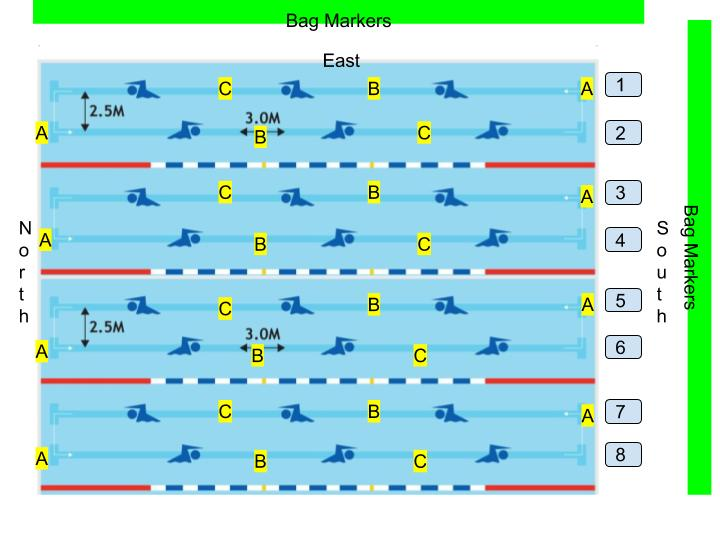 Bag Markers
East
C B A 1
2.5M
3.0M
A B C 2
C B A 3
A B C 4
North
South
Bag Markers
C B A 5
2.5M
3.0M
A B C 6
C B A 7
A B C 8